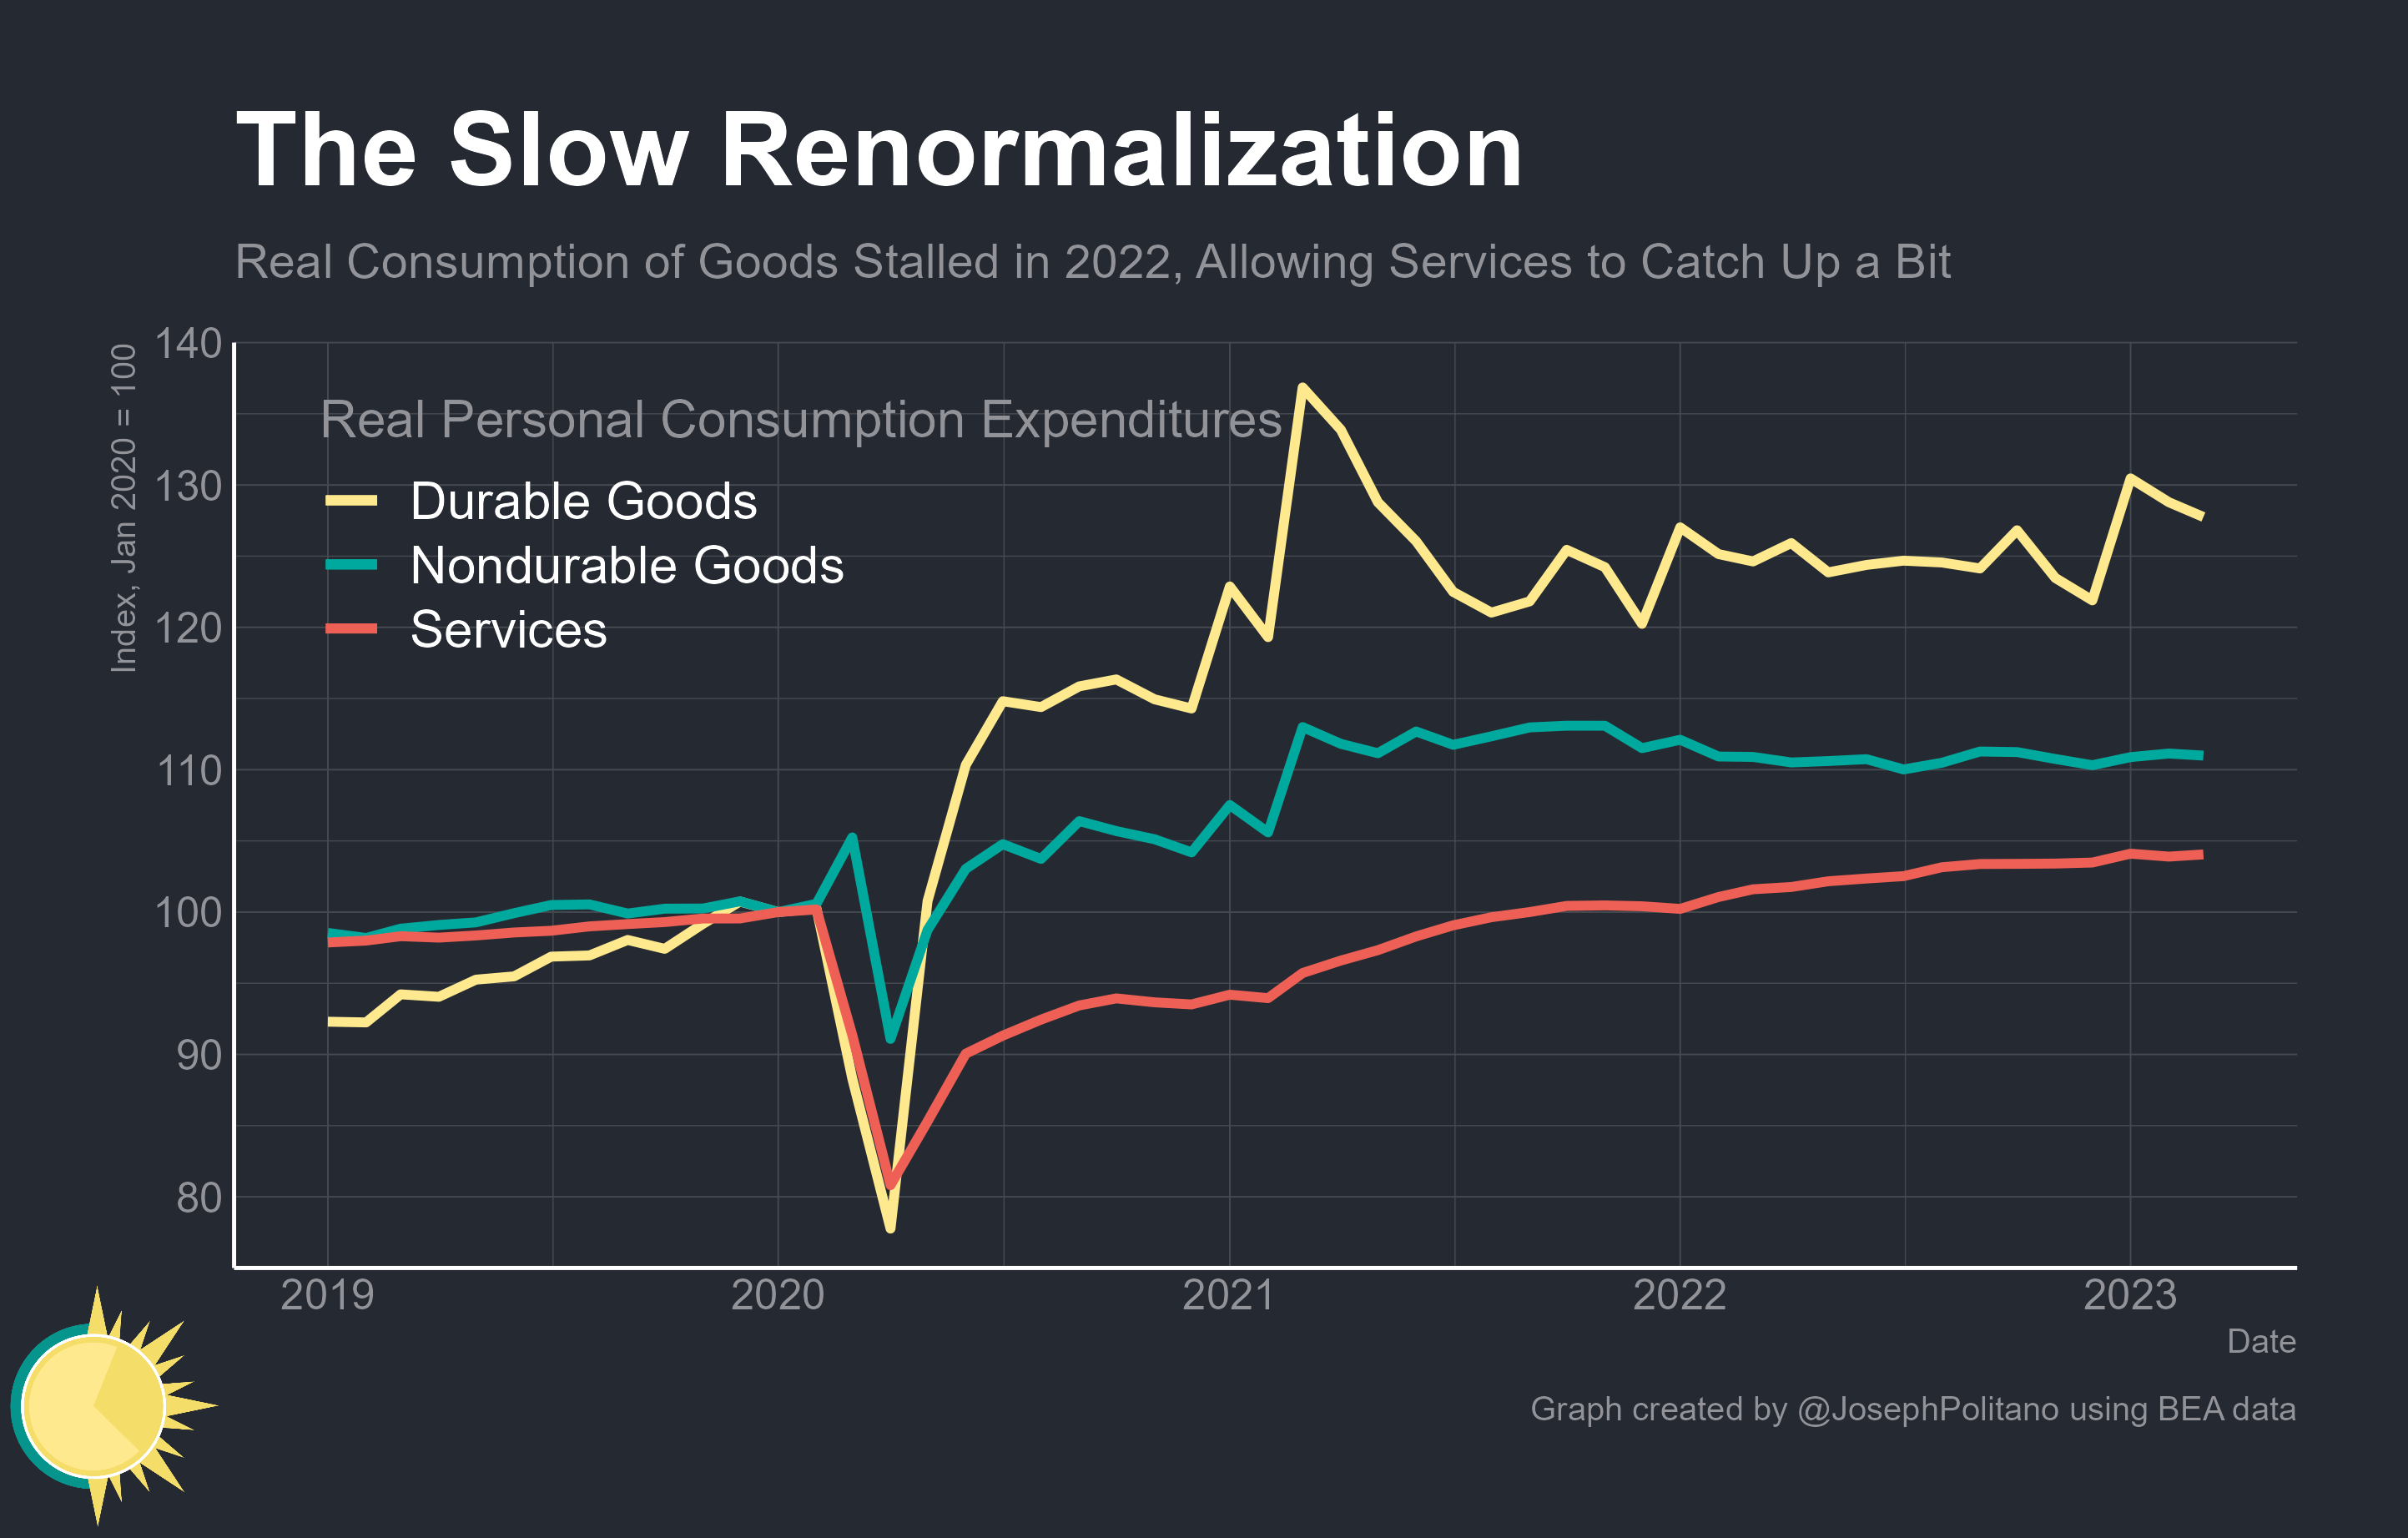 The Slow Renormalization
Real Consumption of Goods Stalled in 2022, Allowing Services to Catch Up a Bit
Index, Jan 2020 = 100
140
130
120
110
100
90
80
Real Personal Consumption Expenditures
Durable Goods
Nondurable Goods
Services
2019
2020
2021
2022
2023
Date
Graph created by @JosephPolitano using BEA data